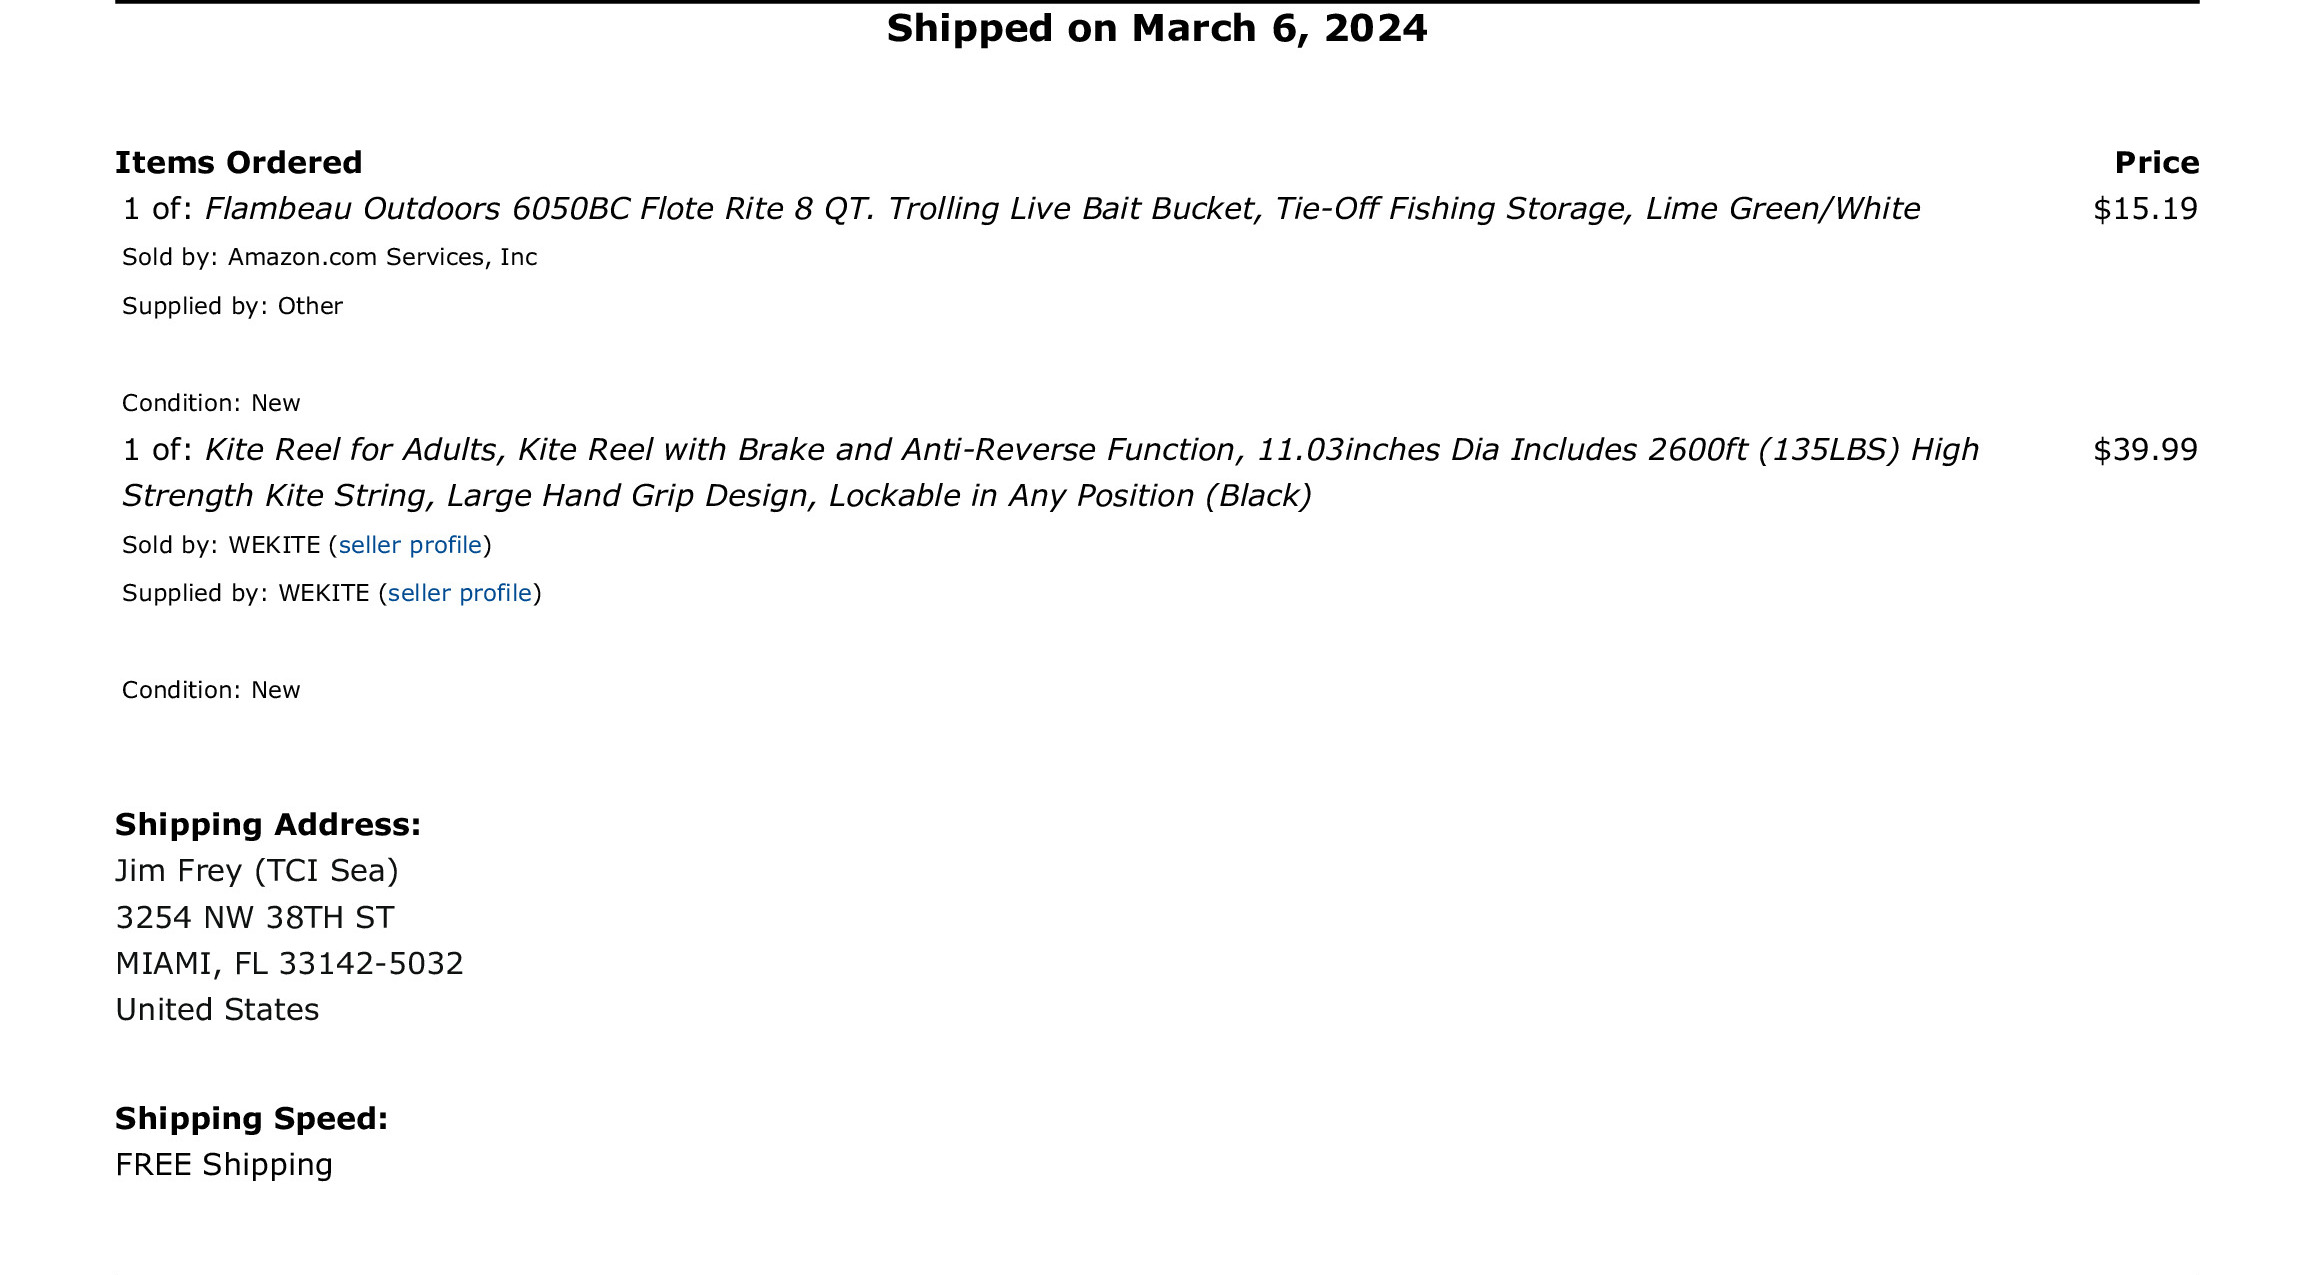 Shipped on March 6, 2024
Items Ordered Price
1 of: Flambeau Outdoors 6050BC Flote Rite 8 QT. Trolling Live Bait Bucket, Tie-Off Fishing Storage, Lime Green/White $15.19
Sold by: Amazon.com Services, Inc
Supplied by: Other
Condition: New
1 of: Kite Reel for Adults, Kite Reel with Brake and Anti-Reverse Function, 11.03inches Dia Includes 2600ft (135LBS) High $39.99
Strength Kite String, Large Hand Grip Design, Lockable in Any Position (Black)
Sold by: WEKITE (seller profile)
Supplied by: WEKITE (seller profile)
Condition: New
Shipping Address:
Jim Frey (TCI Sea)
3254 NW 38TH ST
MIAMI, FL 33142-5032
United States
Shipping Speed:
FREE Shipping